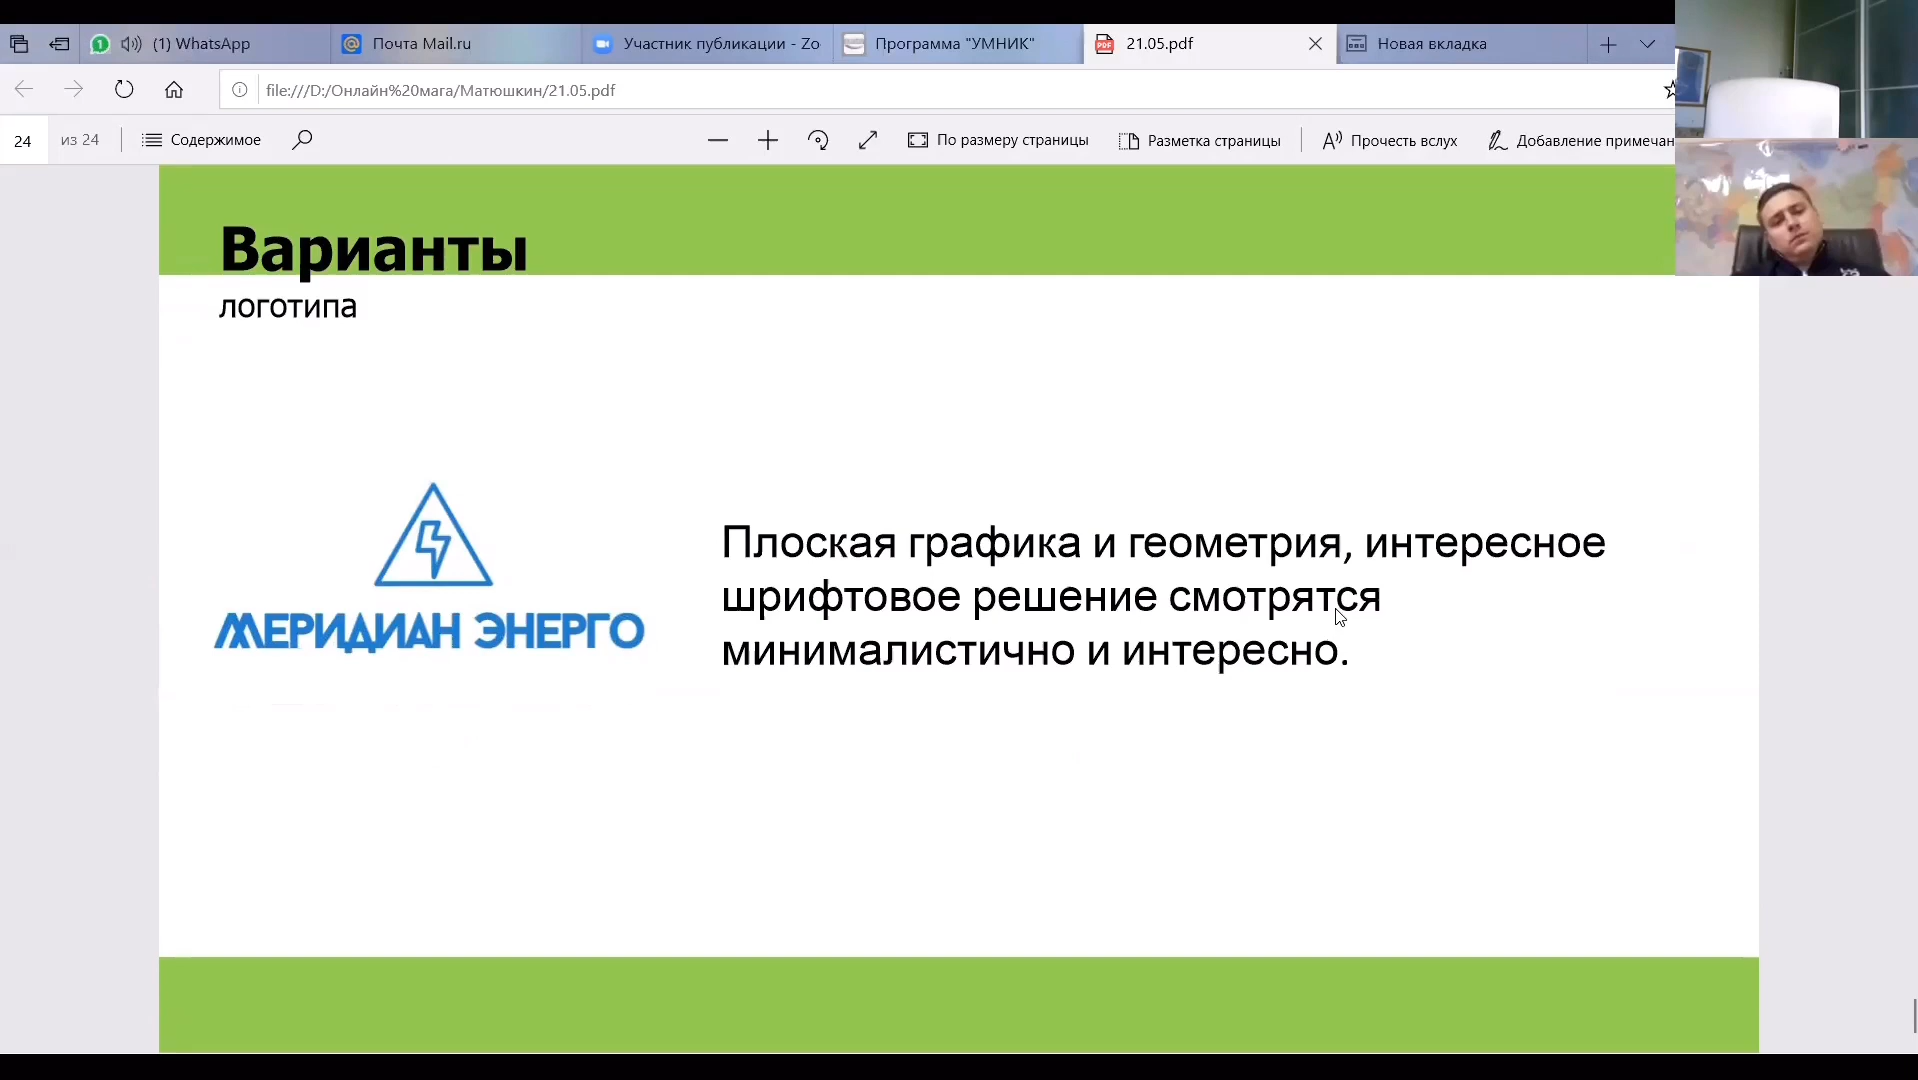 (1) WhatsApp
Почта Mail.ru
Участник публикации - Zo
Программа "УМНИК"
21.05.pdf
Новая вкладка
file:///D:/Онлайн%20мага/Матюшкин/21.05.pdf
24 из 24
Содержимое
По размеру страницы
Разметка страницы
Прочесть вслух
Добавление примечан
Варианты
логотипа
МЕРИДИАН ЭНЕРГО
Плоская графика и геометрия, интересное
шрифтовое решение смотрятся
минималистично и интересно.